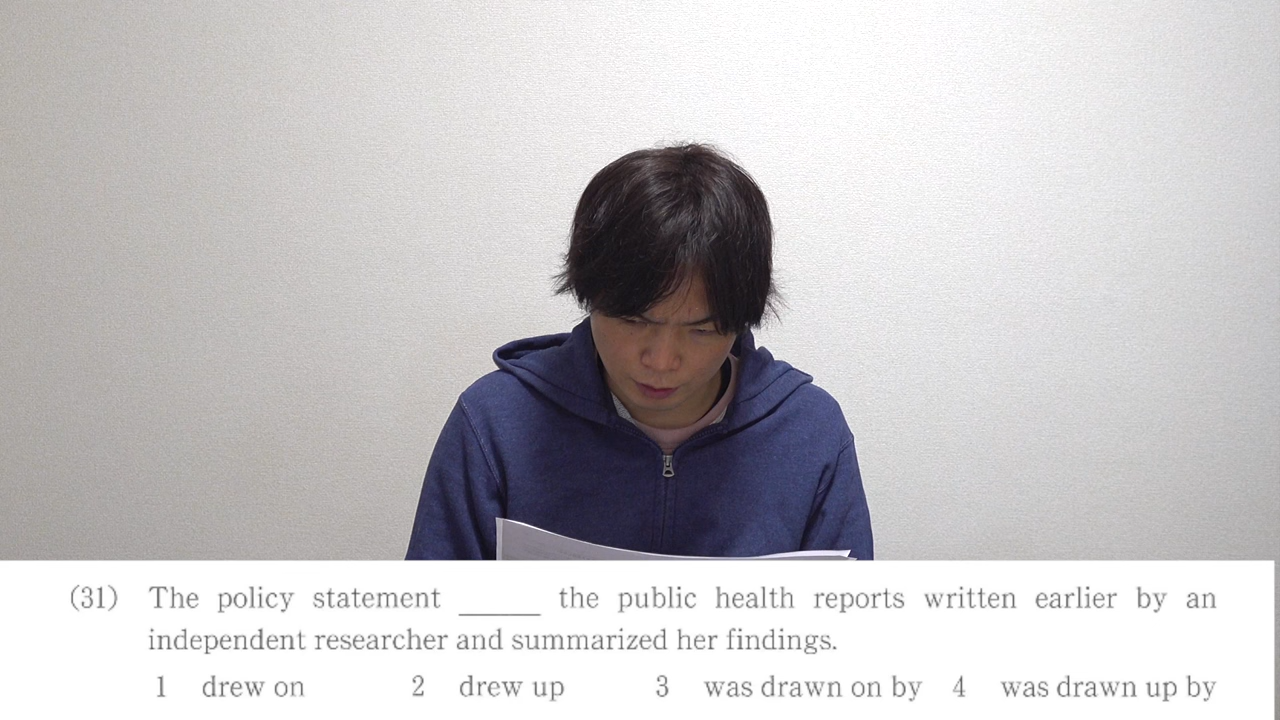 (31) The policy statement _____ the public health reports written earlier by an
independent researcher and summarized her findings.
1 drew on 2 drew up 3 was drawn on by 4 was drawn up by